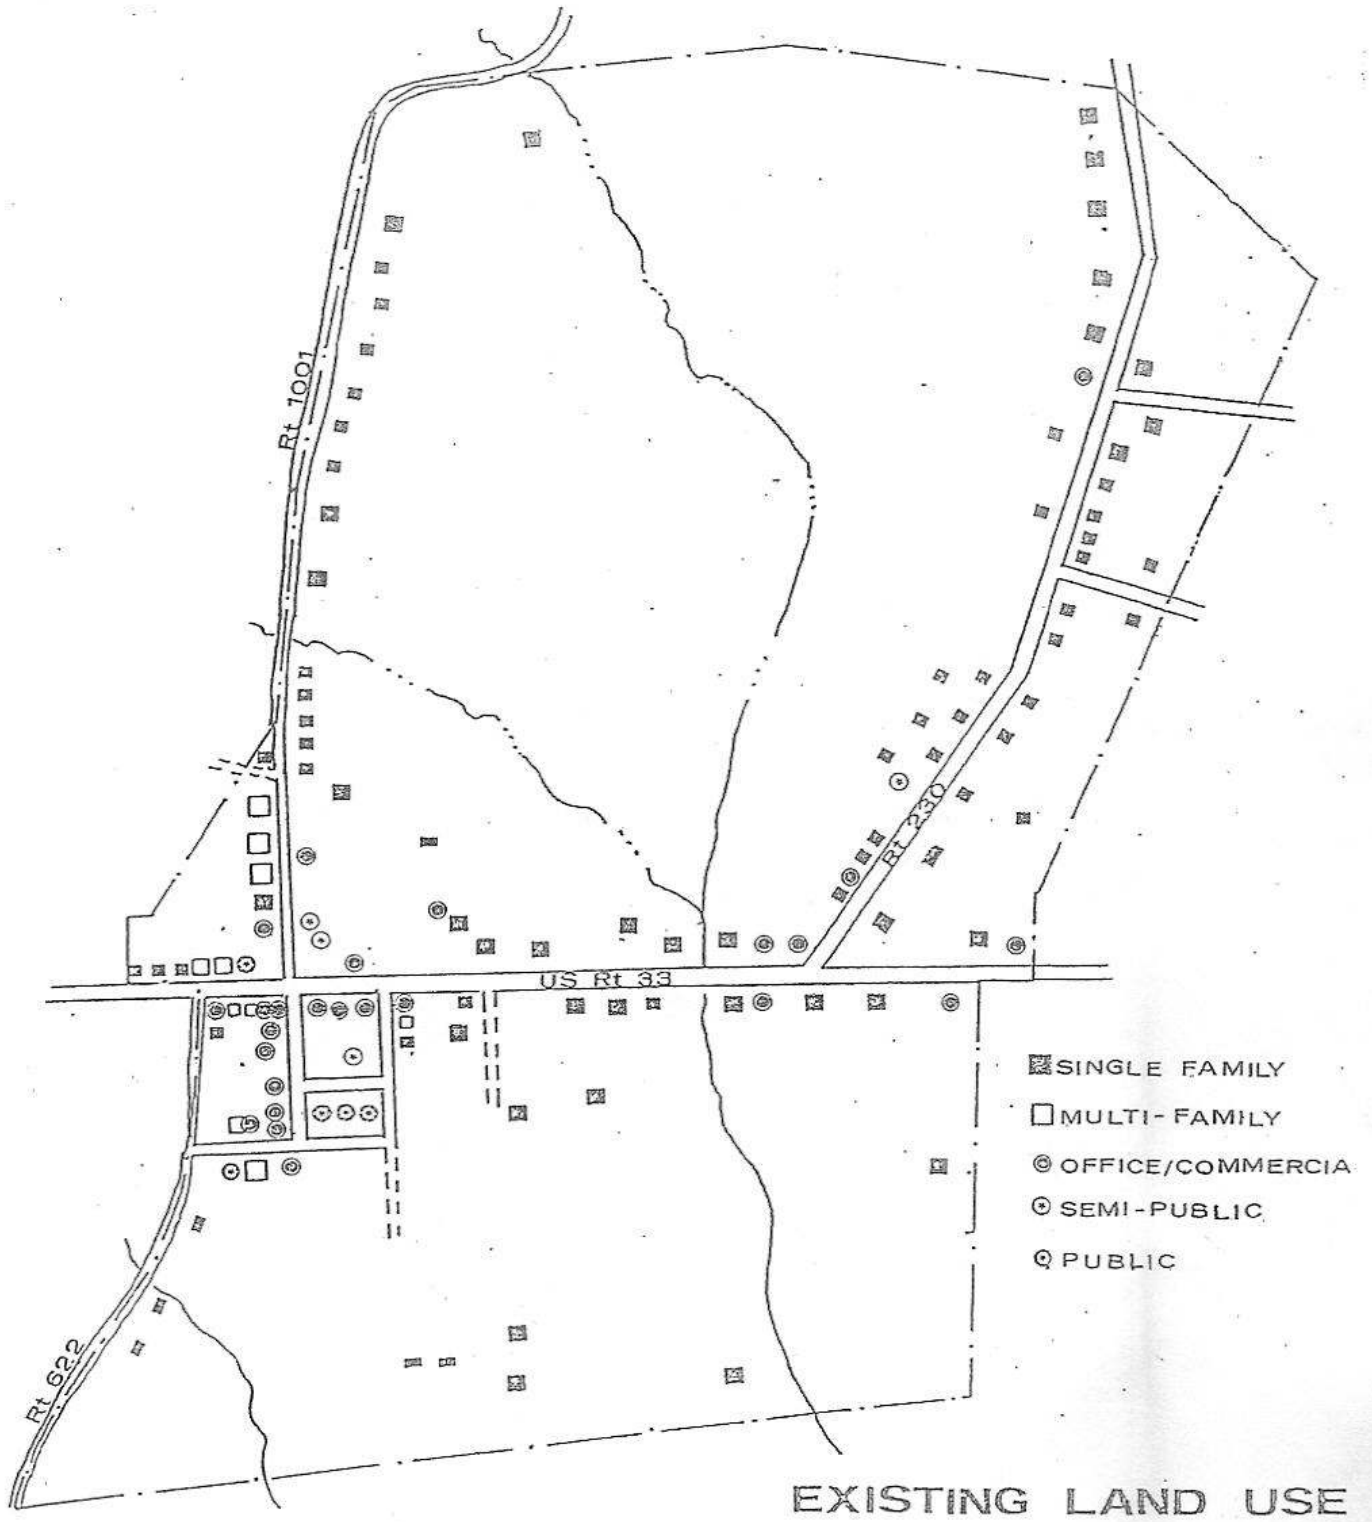 Rt 1001
Rt 230
US Rt 33
SINGLE FAMILY
MULTI-FAMILY
OFFICE/COMMERCIA
SEMI-PUBLIC
PUBLIC
Rt 622
EXISTING LAND USE